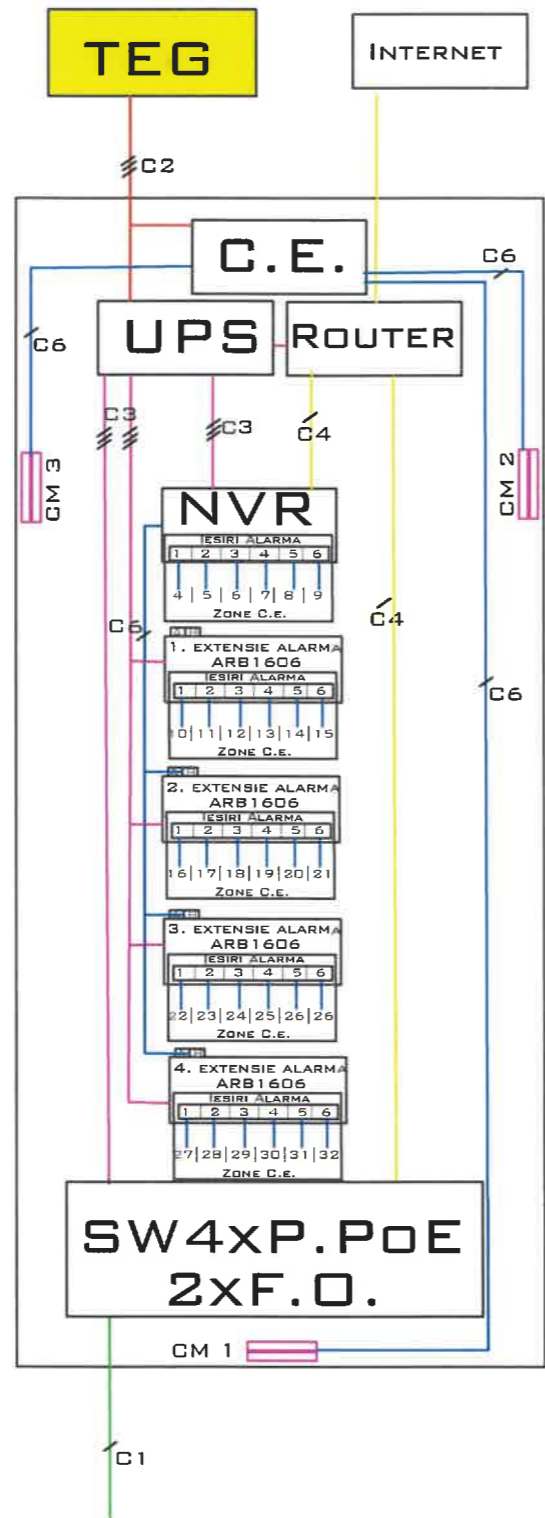 TEG
INTERNET
C2
C.E.
C6
C6
UPS
ROUTER
C3
C3
C4
CM 3
CM 2
NVR
IESIRI ALARMA
1 2 3 4 5 6
4 | 5 | 6 | 7 | 8 | 9
ZONE C.E.
C6
C4
C6
1. EXTENSIE ALARMA
ARB1606
IESIRI ALARMA
1 2 3 4 5 6
10|11|12|13|14|15
ZONE C.E.
2. EXTENSIE ALARMA
ARB1606
IESIRI ALARMA
1 2 3 4 5 6
16|17|18|19|20|21
ZONE C.E.
3. EXTENSIE ALARMA
ARB1606
IESIRI ALARMA
1 2 3 4 5 6
22|23|24|25|26|26
ZONE C.E.
4. EXTENSIE ALARMA
ARB1606
IESIRI ALARMA
1 2 3 4 5 6
27|28|29|30|31|32
ZONE C.E.
SW4xP.PoE
2xF.O.
CM 1
C1